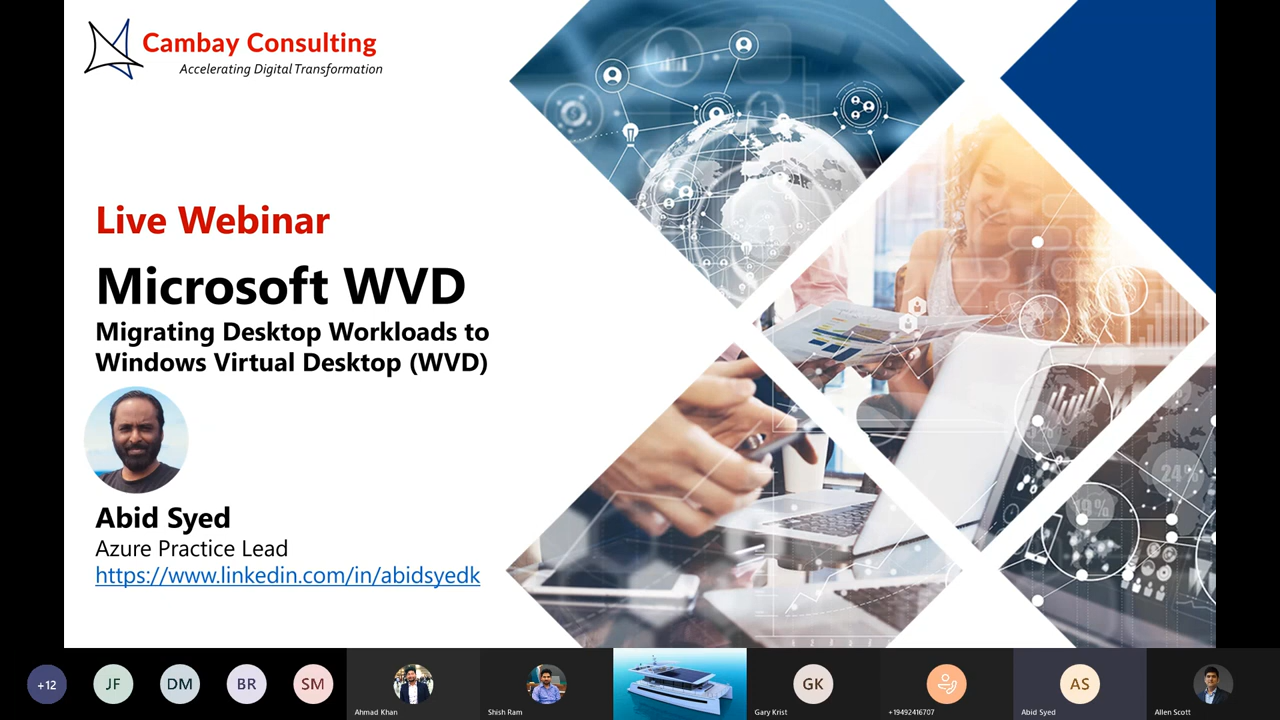 Cambay Consulting
Accelerating Digital Transformation
Live Webinar
Microsoft WVD
Migrating Desktop Workloads to
Windows Virtual Desktop (WVD)
Abid Syed
Azure Practice Lead
https://www.linkedin.com/in/abidsyedk
24%
19%
+12
JF
DM
BR
SM
Ahmad Khan
Shish Ram
GK
Gary Krist
+19492416707
AS
Abid Syed
Allen Scott